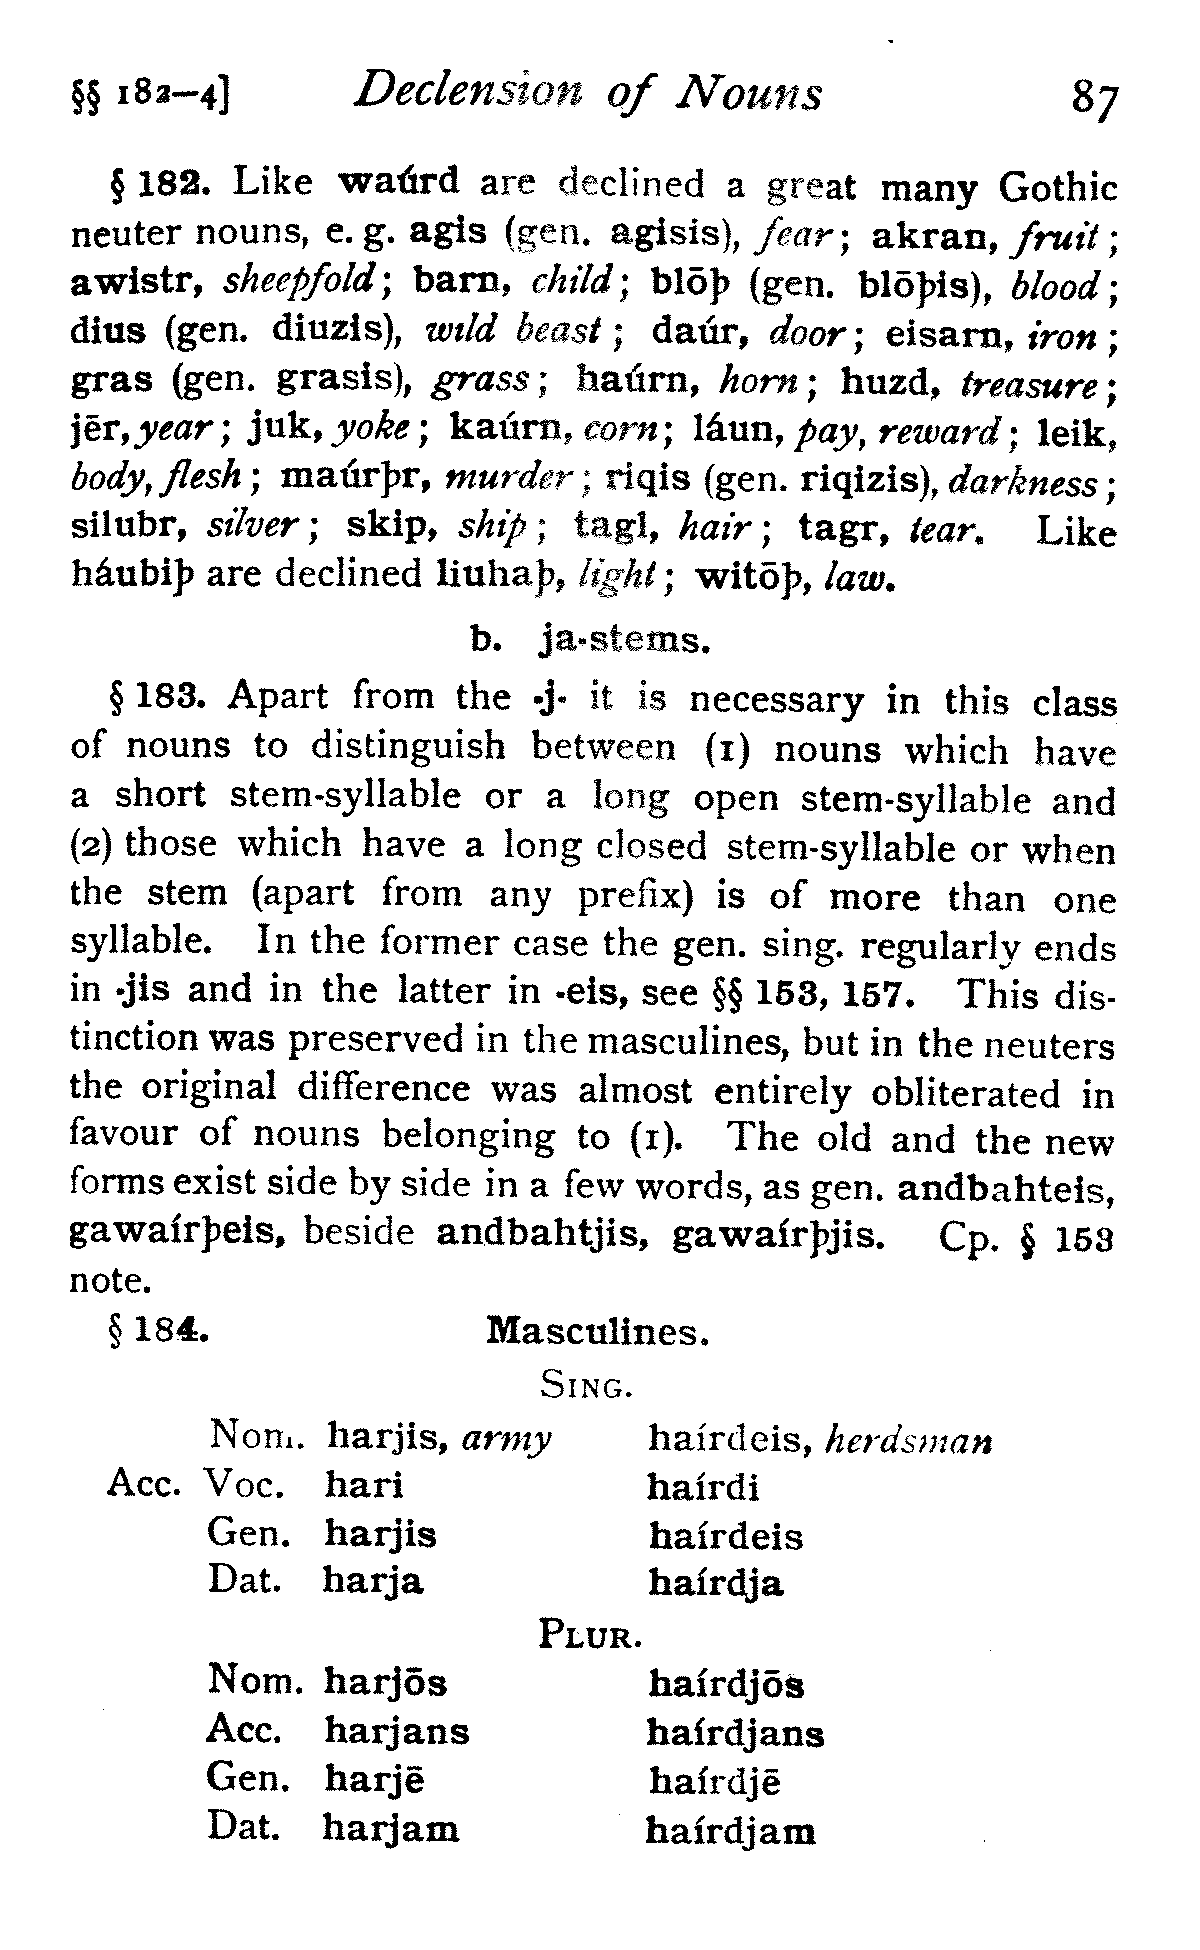 §§ 182–4] Declension of Nouns 87
§ 182. Like waúrd are declined a great many Gothic
neuter nouns, e. g. agis (gen. agisis), fear; akran, fruit;
awistr, sheepfold; barn, child; blōþ (gen. blōþis), blood;
dius (gen. diuzis), wild beast; daúr, door; eisarn, iron;
gras (gen. grasis), grass; haúrn, horn; huzd, treasure;
jēr, year; juk, yoke; kaúrn, corn; láun, pay, reward; leik,
body, flesh; maúrþr, murder; riqis (gen. riqizis), darkness;
silubr, silver; skip, ship; tagl, hair; tagr, tear. Like
háubiþ are declined liuhaþ, light; witōþ, law.
b. ja-stems.
§ 183. Apart from the -j- it is necessary in this class
of nouns to distinguish between (1) nouns which have
a short stem-syllable or a long open stem-syllable and
(2) those which have a long closed stem-syllable or when
the stem (apart from any prefix) is of more than one
syllable. In the former case the gen. sing. regularly ends
in -jis and in the latter in -eis, see §§ 153, 157. This dis-
tinction was preserved in the masculines, but in the neuters
the original difference was almost entirely obliterated in
favour of nouns belonging to (1). The old and the new
forms exist side by side in a few words, as gen. andbahteis,
gawaírþeis, beside andbahtjis, gawaírþjis. Cp. § 153
note.
§ 184. Masculines.
SING.
Nom. harjis, army haírdeis, herdsman
Acc. Voc. hari haírdi
Gen. harjis haírdeis
Dat. harja haírdja
PLUR.
Nom. harjōs haírdjōs
Acc. harjans haírdjans
Gen. harjē haírdjē
Dat. harjam haírdjam